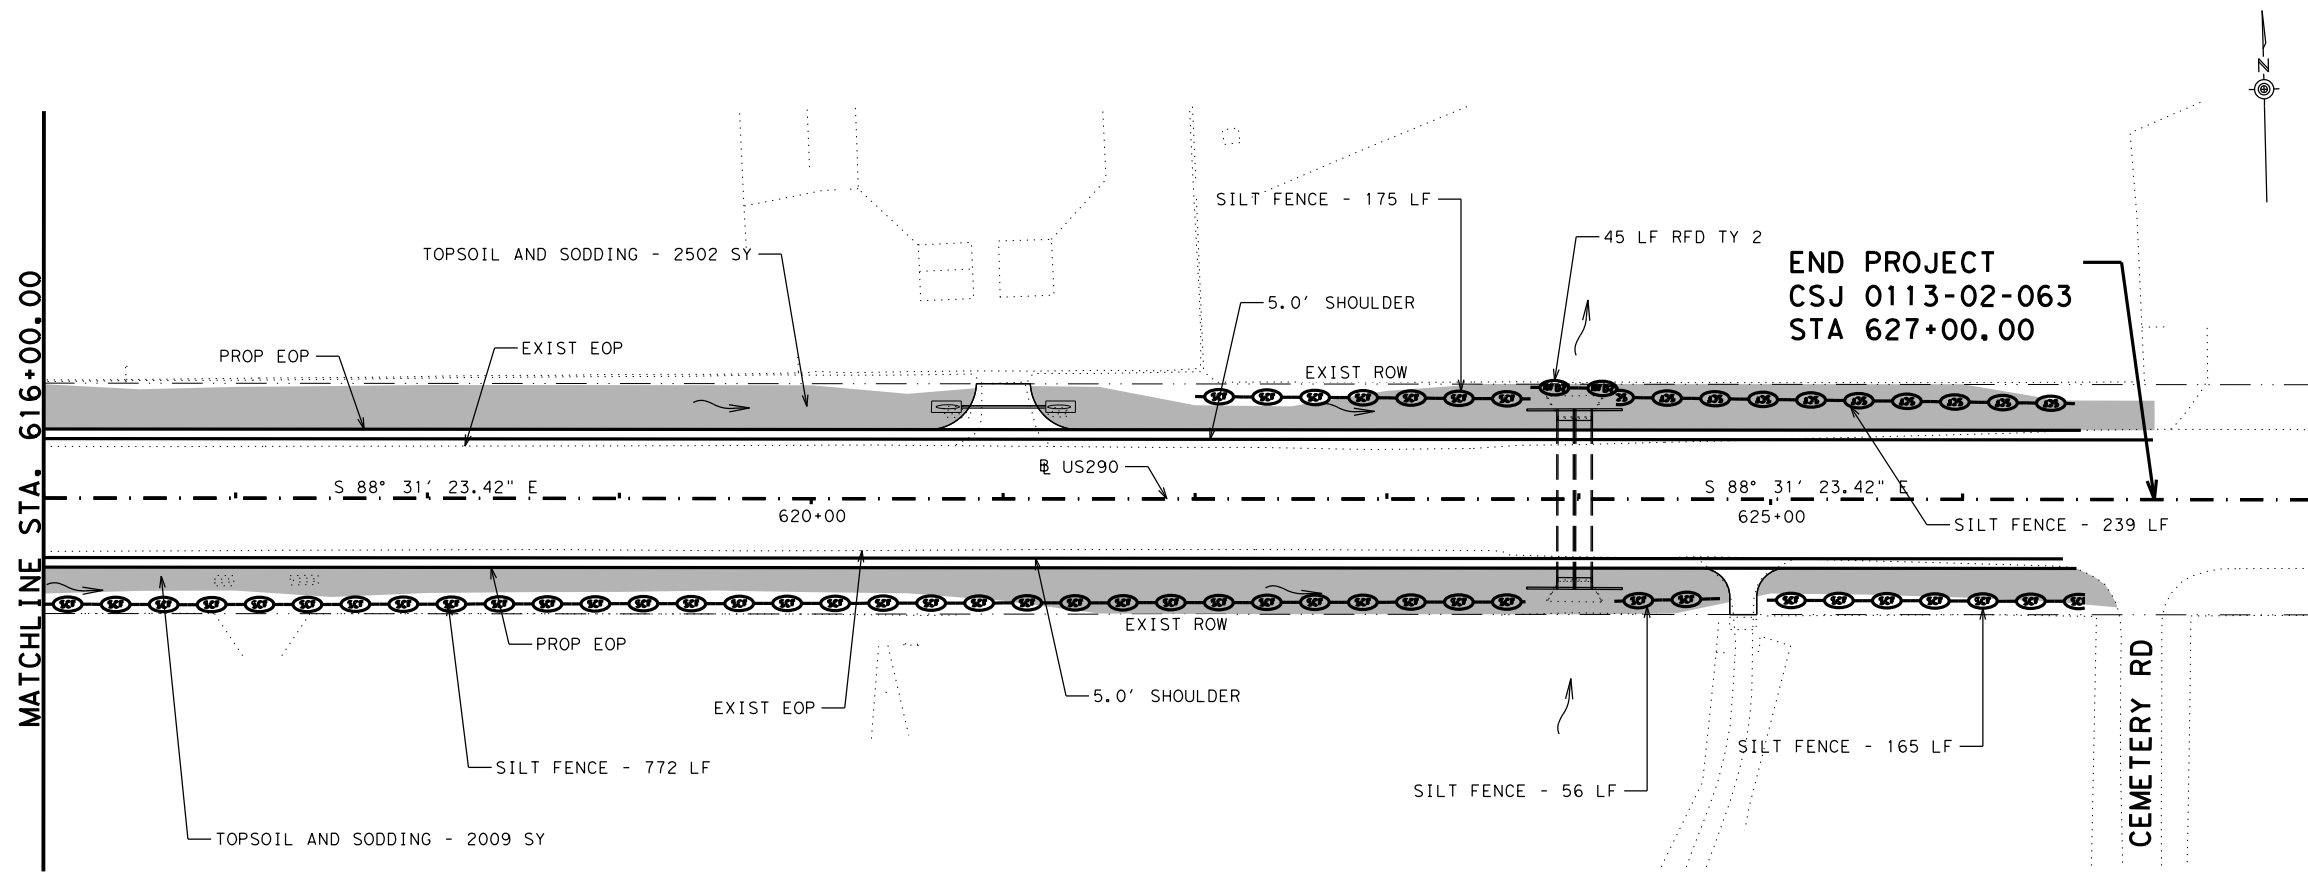 N
SILT FENCE - 175 LF
45 LF RFD TY 2
TOPSOIL AND SODDING - 2502 SY
END PROJECT
CSJ 0113-02-063
STA 627+00.00
5.0' SHOULDER
PROP EOP
EXIST EOP
EXIST ROW
MATCHLINE STA. 616+00.00
BL US290
S 88° 31' 23.42" E
S 88° 31' 23.42" E
620+00
625+00
SILT FENCE - 239 LF
EXIST ROW
PROP EOP
EXIST EOP
5.0' SHOULDER
SILT FENCE - 165 LF
SILT FENCE - 772 LF
SILT FENCE - 56 LF
TOPSOIL AND SODDING - 2009 SY
CEMETERY RD